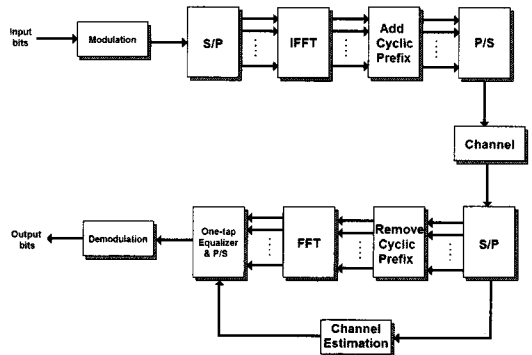 Input
bits
Modulation
S/P
IFFT
Add
Cyclic
Prefix
P/S
Channel
Output
bits
Demodulation
One-tap
Equalizer
& P/S
FFT
Remove
Cyclic
Prefix
S/P
Channel
Estimation